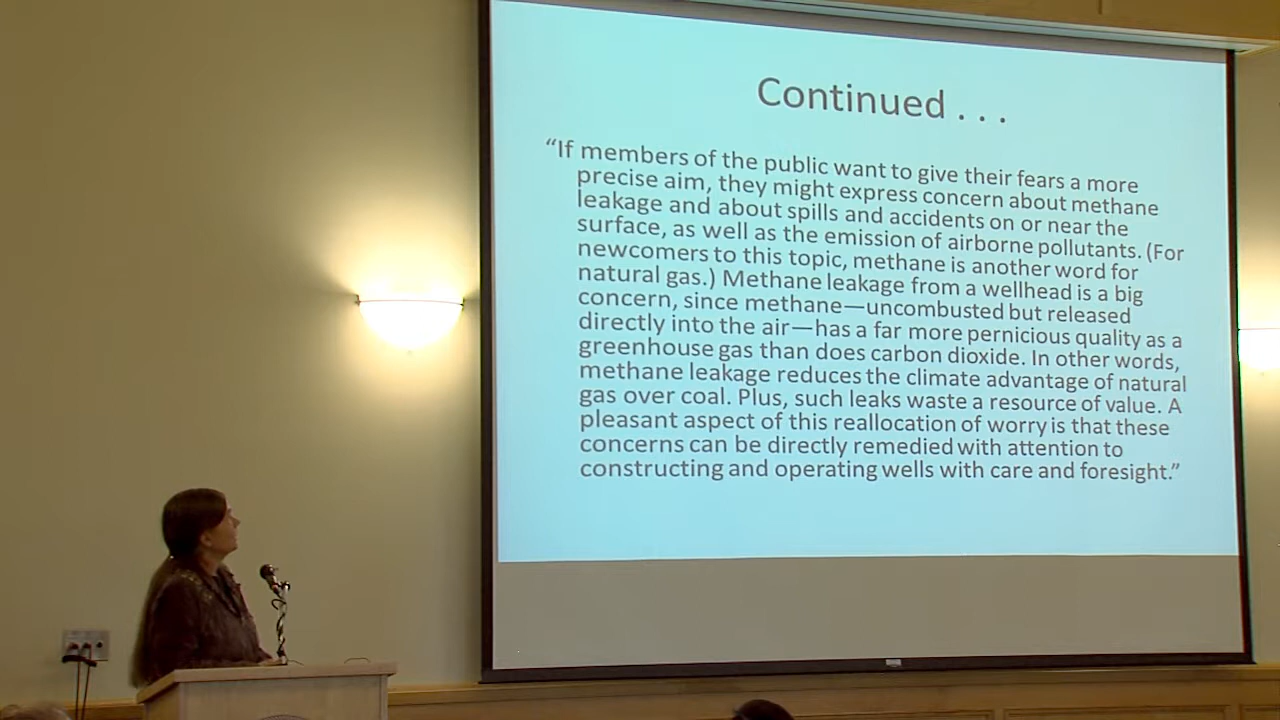 Continued . . .
“If members of the public want to give their fears a more
precise aim, they might express concern about methane
leakage and about spills and accidents on or near the
surface, as well as the emission of airborne pollutants. (For
newcomers to this topic, methane is another word for
natural gas.) Methane leakage from a wellhead is a big
concern, since methane—uncombusted but released
directly into the air—has a far more pernicious quality as a
greenhouse gas than does carbon dioxide. In other words,
methane leakage reduces the climate advantage of natural
gas over coal. Plus, such leaks waste a resource of value. A
pleasant aspect of this reallocation of worry is that these
concerns can be directly remedied with attention to
constructing and operating wells with care and foresight.”